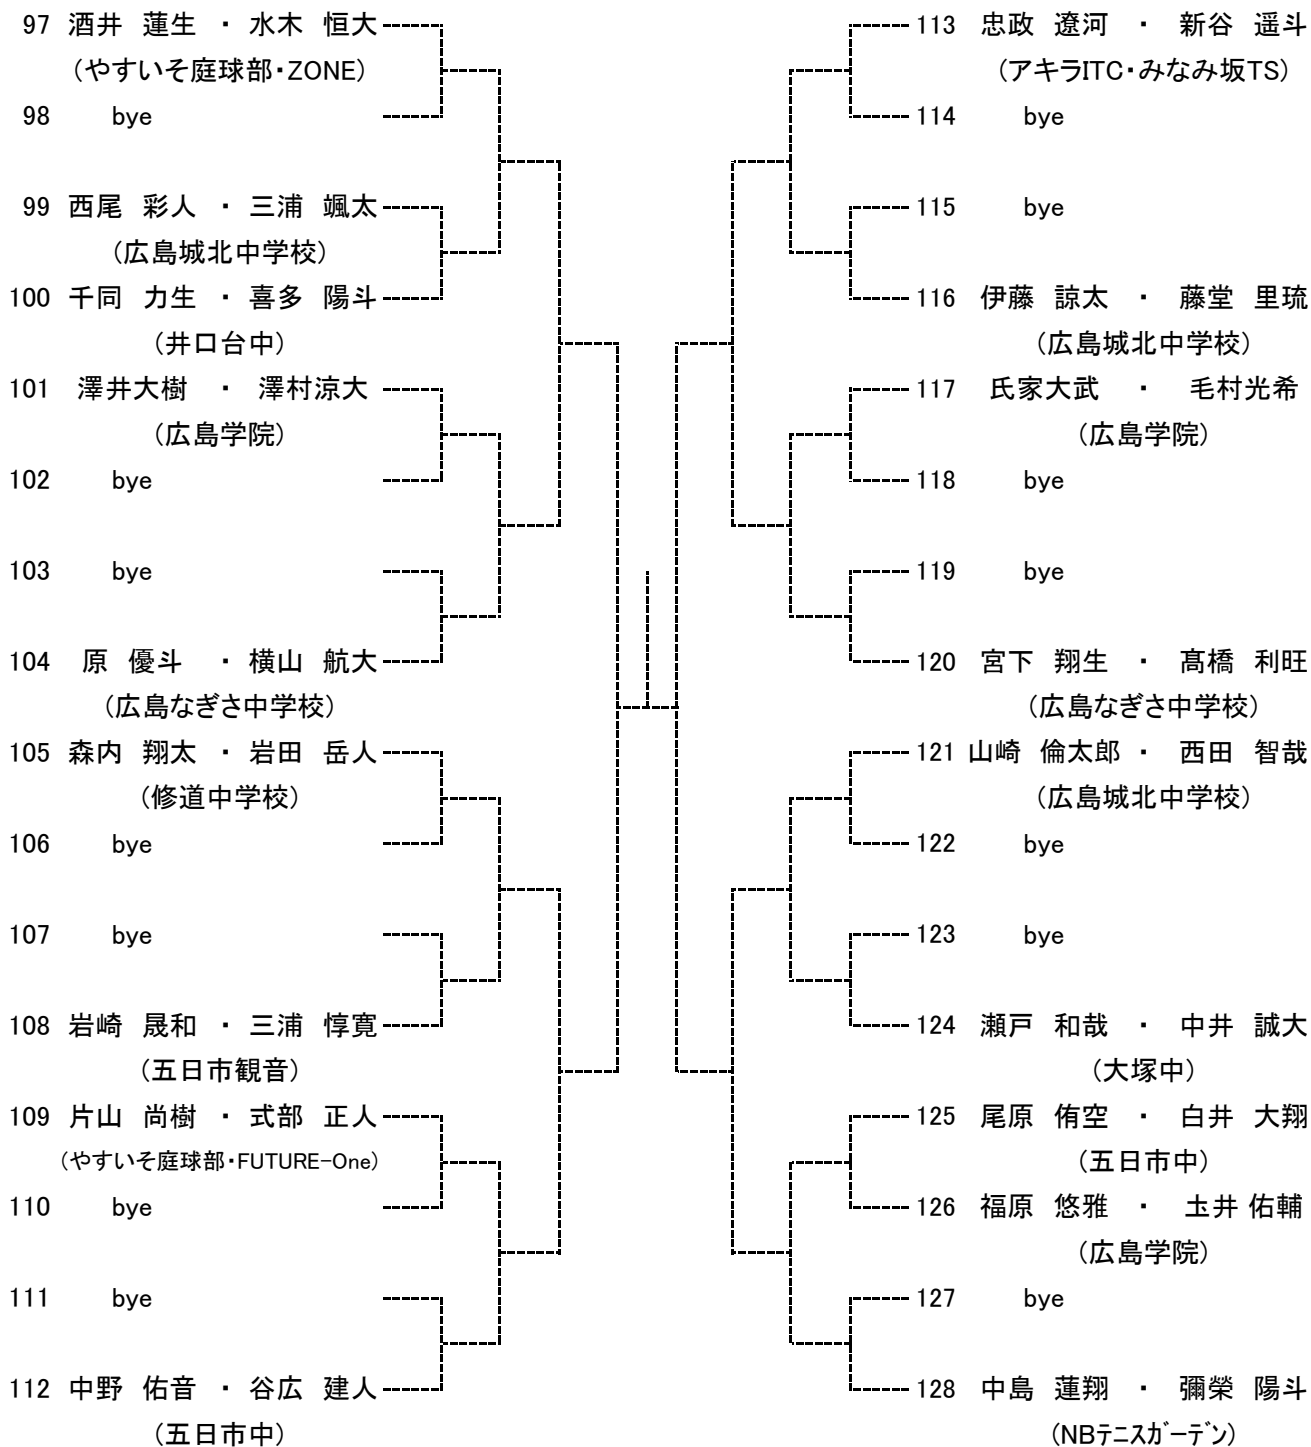 97 酒井 蓮生 ・ 水木 恒大
(やすいそ庭球部・ZONE)
98 bye
99 西尾 彩人 ・ 三浦 颯太
(広島城北中学校)
100 千同 力生 ・ 喜多 陽斗
(井口台中)
101 澤井大樹 ・ 澤村涼大
(広島学院)
102 bye
103 bye
104 原 優斗 ・ 横山 航大
(広島なぎさ中学校)
105 森内 翔太 ・ 岩田 岳人
(修道中学校)
106 bye
107 bye
108 岩崎 晟和 ・ 三浦 惇寛
(五日市観音)
109 片山 尚樹 ・ 式部 正人
(やすいそ庭球部・FUTURE-One)
110 bye
111 bye
112 中野 佑音 ・ 谷広 建人
(五日市中)
113 忠政 遼河 ・ 新谷 遥斗
(アキラITC・みなみ坂TS)
114 bye
115 bye
116 伊藤 諒太 ・ 藤堂 里琉
(広島城北中学校)
117 氏家大武 ・ 毛村光希
(広島学院)
118 bye
119 bye
120 宮下 翔生 ・ 髙橋 利旺
(広島なぎさ中学校)
121 山崎 倫太郎 ・ 西田 智哉
(広島城北中学校)
122 bye
123 bye
124 瀬戸 和哉 ・ 中井 誠大
(大塚中)
125 尾原 侑空 ・ 白井 大翔
(五日市中)
126 福原 悠雅 ・ 圡井 佑輔
(広島学院)
127 bye
128 中島 蓮翔 ・ 彌榮 陽斗
(NBテニスガーデン)